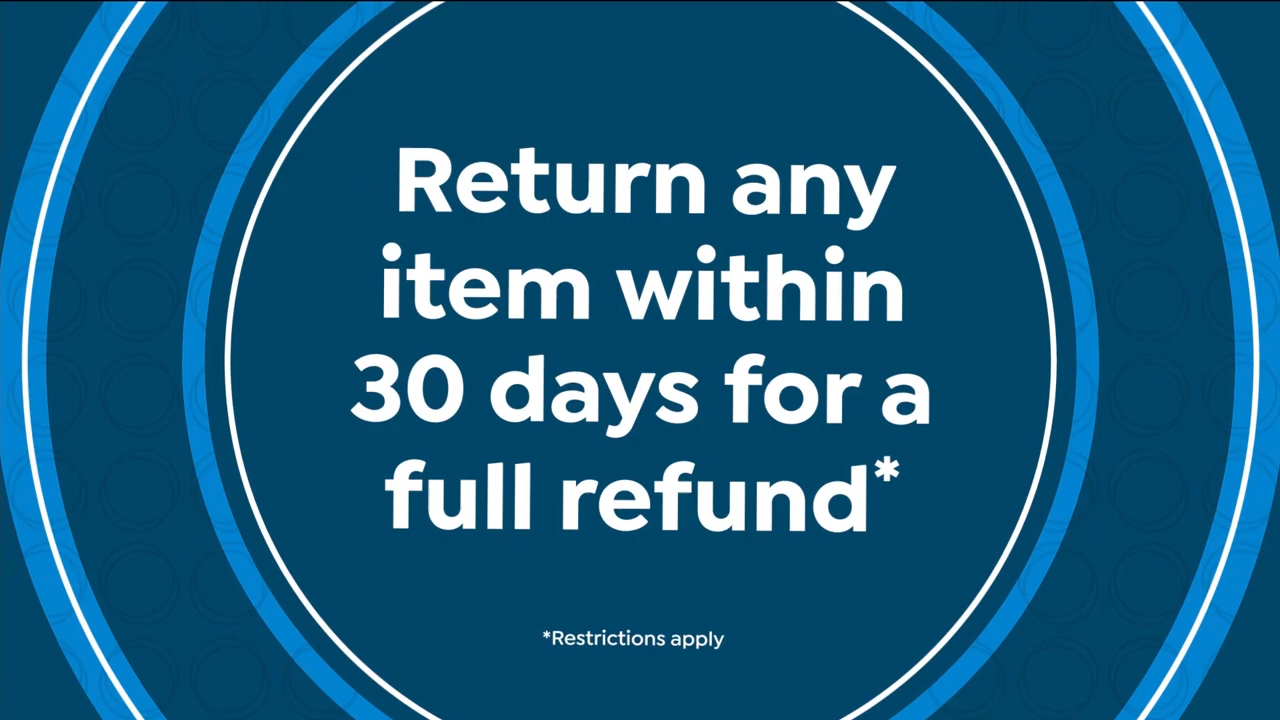 Return any
item within
30 days for a
full refund*
*Restrictions apply